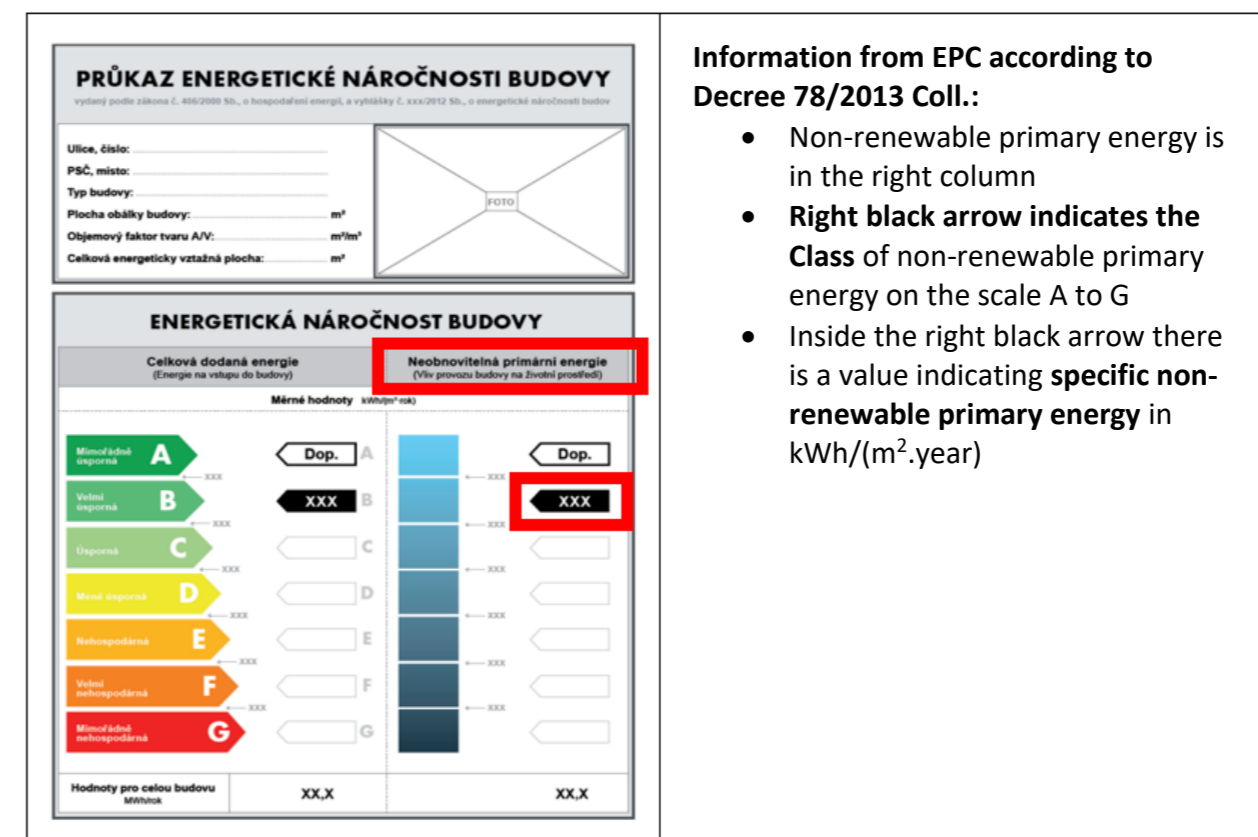 PRŮKAZ ENERGETICKÉ NÁROČNOSTI BUDOVY
vydaný podle zákona č. 406/2000 Sb., o hospodaření energií, a vyhlášky č. xxx/2012 Sb., o energetické náročnosti budov
Ulice, číslo:
PSČ, místo:
Typ budovy:
Plocha obálky budovy: m²
Objemový faktor tvaru A/V: m²/m³
Celková energeticky vztažná plocha: m²
FOTO
ENERGETICKÁ NÁROČNOST BUDOVY
Celková dodaná energie
(Energie na vstupu do budovy)
Neobnovitelná primární energie
(Vliv provozu budovy na životní prostředí)
Měrné hodnoty kWh/(m²·rok)
Mimořádně úsporná A Dop. A Dop.
xxx xxx
Velmi úsporná B XXX B XXX
xxx xxx
Úsporná C C
xxx xxx
Méně úsporná D D
xxx xxx
Nehospodárná E E
xxx xxx
Velmi nehospodárná F F
xxx xxx
Mimořádně nehospodárná G G
Hodnoty pro celou budovu
MWh/rok
XX,X XX,X
Information from EPC according to
Decree 78/2013 Coll.:
• Non-renewable primary energy is
in the right column
• Right black arrow indicates the
Class of non-renewable primary
energy on the scale A to G
• Inside the right black arrow there
is a value indicating specific non-
renewable primary energy in
kWh/(m².year)